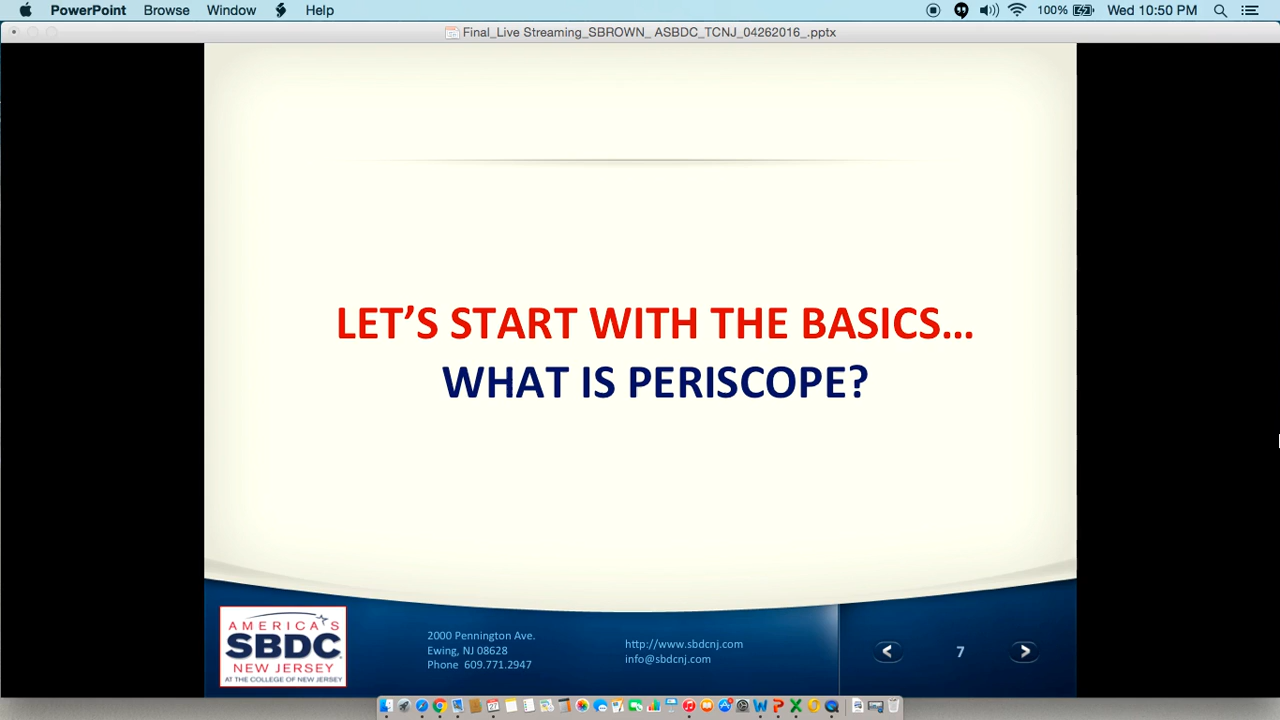 PowerPoint Browse Window Help 100% Wed 10:50 PM
Final_Live Streaming_SBROWN_ ASBDC_TCNJ_04262016_.pptx
LET’S START WITH THE BASICS…
WHAT IS PERISCOPE?
AMERICA'S
SBDC
NEW JERSEY
AT THE COLLEGE OF NEW JERSEY
2000 Pennington Ave.
Ewing, NJ 08628
Phone 609.771.2947
http://www.sbdcnj.com
info@sbdcnj.com
< 7 >